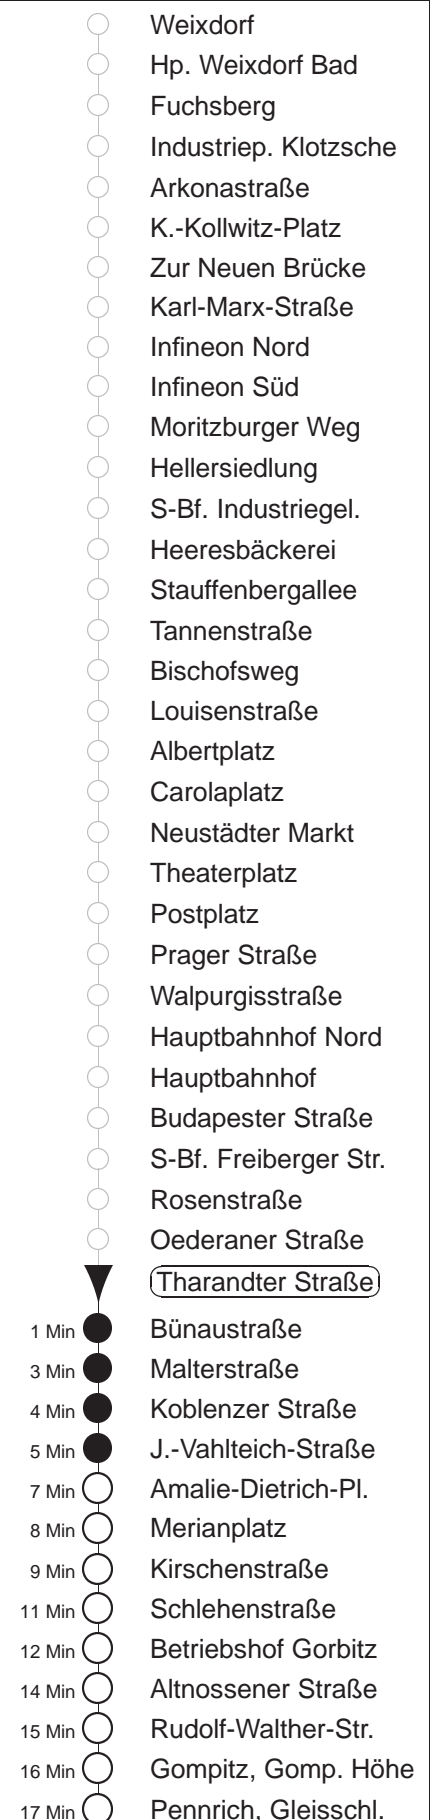 Weixdorf
Hp. Weixdorf Bad
Fuchsberg
Industriep. Klotzsche
Arkonastraße
K.-Kollwitz-Platz
Zur Neuen Brücke
Karl-Marx-Straße
Infineon Nord
Infineon Süd
Moritzburger Weg
Hellersiedlung
S-Bf. Industriegel.
Heeresbäckerei
Stauffenbergallee
Tannenstraße
Bischofsweg
Louisenstraße
Albertplatz
Carolaplatz
Neustädter Markt
Theaterplatz
Postplatz
Prager Straße
Walpurgisstraße
Hauptbahnhof Nord
Hauptbahnhof
Budapester Straße
S-Bf. Freiberger Str.
Rosenstraße
Oederaner Straße
Tharandter Straße
1 Min Bünaustraße
3 Min Malterstraße
4 Min Koblenzer Straße
5 Min J.-Vahlteich-Straße
7 Min Amalie-Dietrich-Pl.
8 Min Merianplatz
9 Min Kirschenstraße
11 Min Schlehenstraße
12 Min Betriebshof Gorbitz
14 Min Altnossener Straße
15 Min Rudolf-Walther-Str.
16 Min Gompitz, Gomp. Höhe
17 Min Pennrich, Gleisschl.